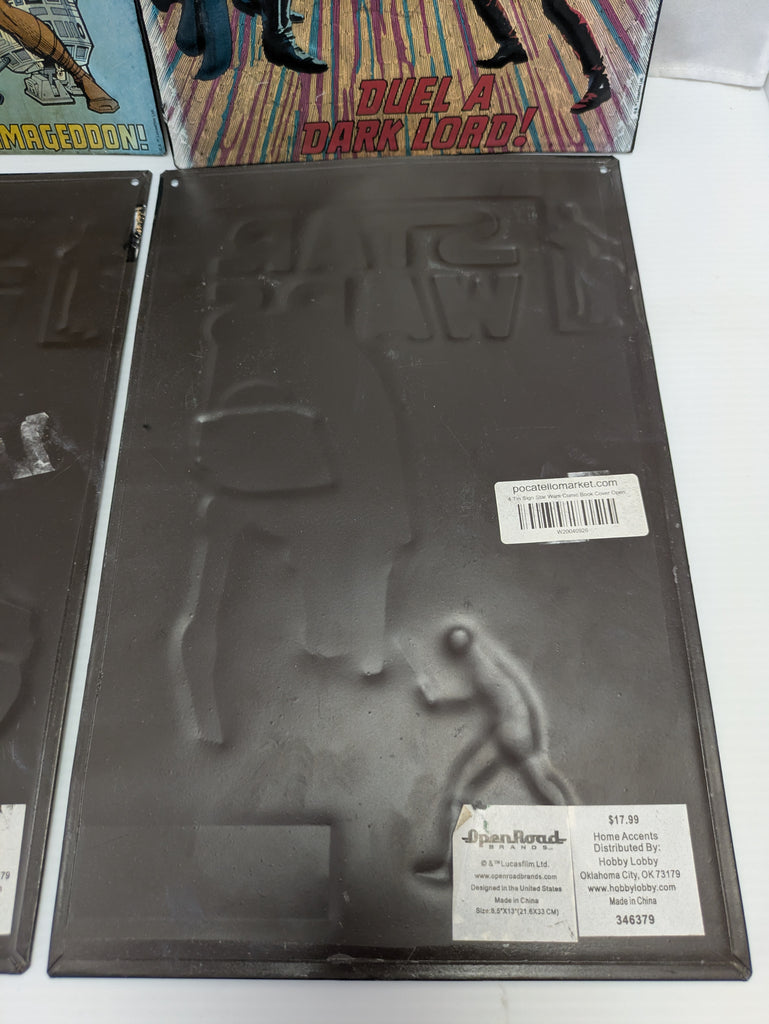 MAGEDDON!
DUEL A
DARK LORD!
STAR
WA
pocatellomarket.com
4 Tin Sign Star Wars Comic Book Cover Open
OpenRoad
BRANDS
© & ™ Lucasfilm Ltd.
www.openroadbrands.com
Designed in the United States
Made in China
Size:8.5"X13"(21.6X33 CM)
$17.99
Home Accents
Distributed By:
Hobby Lobby
Oklahoma City, OK 73179
www.hobbylobby.com
Made in China
346379
79